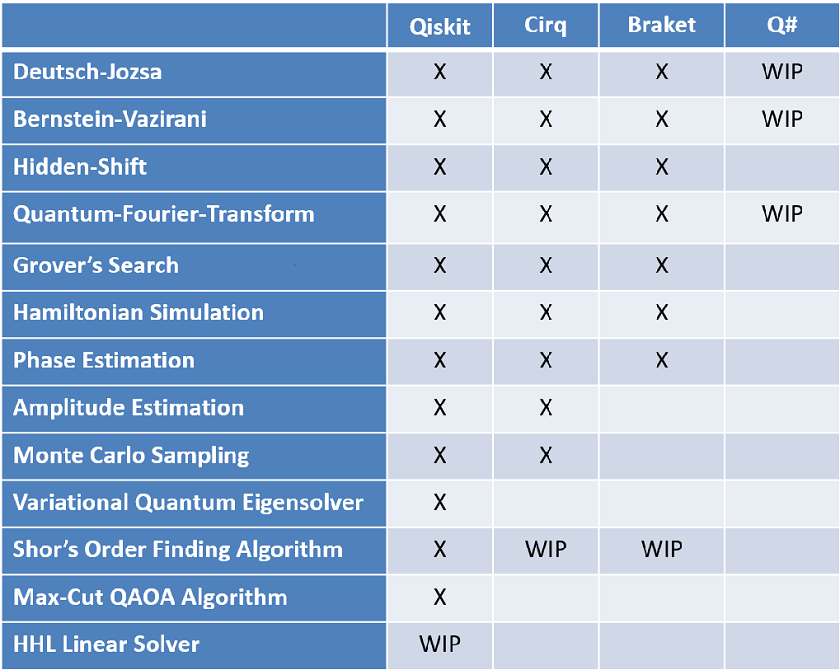 Qiskit Cirq Braket Q#
Deutsch-Jozsa X X X WIP
Bernstein-Vazirani X X X WIP
Hidden-Shift X X X
Quantum-Fourier-Transform X X X WIP
Grover’s Search X X X
Hamiltonian Simulation X X X
Phase Estimation X X X
Amplitude Estimation X X
Monte Carlo Sampling X X
Variational Quantum Eigensolver X
Shor’s Order Finding Algorithm X WIP WIP
Max-Cut QAOA Algorithm X
HHL Linear Solver WIP